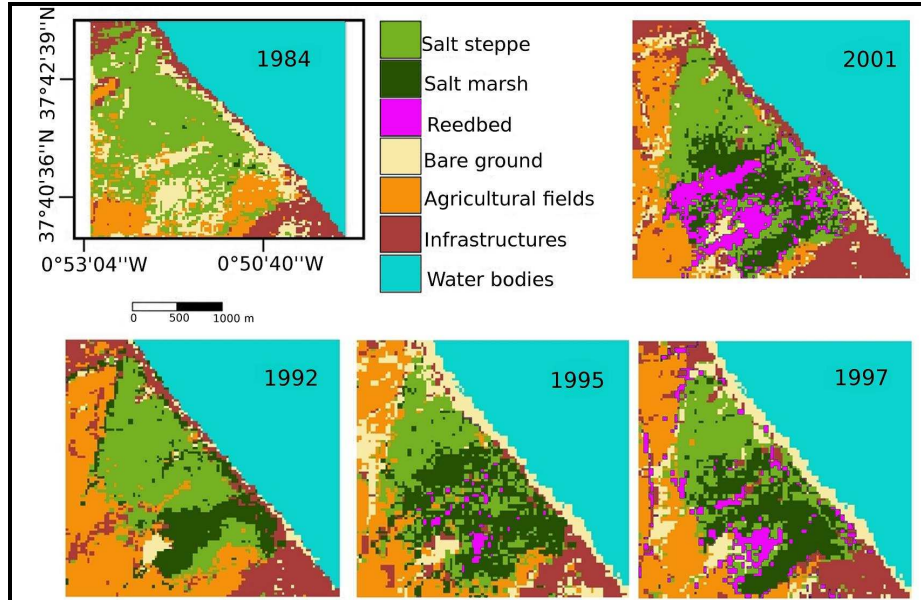 37°42'39''N
37°40'36''N
0°53'04''W
0°50'40''W
1984
Salt steppe
Salt marsh
Reedbed
Bare ground
Agricultural fields
Infrastructures
Water bodies
2001
0 500 1000 m
1992
1995
1997